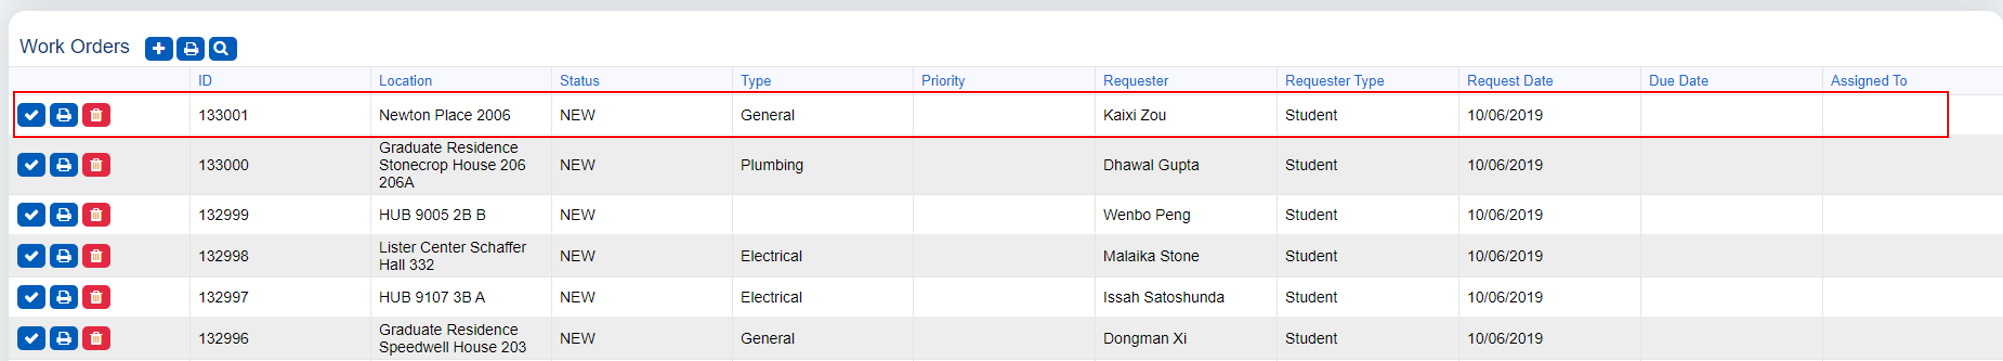 Work Orders
ID Location Status Type Priority Requester Requester Type Request Date Due Date Assigned To
133001 Newton Place 2006 NEW General Kaixi Zou Student 10/06/2019
Graduate Residence
133000 Stonecrop House 206 NEW Plumbing Dhawal Gupta Student 10/06/2019
206A
132999 HUB 9005 2B B NEW Wenbo Peng Student 10/06/2019
Lister Center Schaffer
132998 NEW Electrical Malaika Stone Student 10/06/2019
Hall 332
132997 HUB 9107 3B A NEW Electrical Issah Satoshunda Student 10/06/2019
Graduate Residence
132996 NEW General Dongman Xi Student 10/06/2019
Speedwell House 203